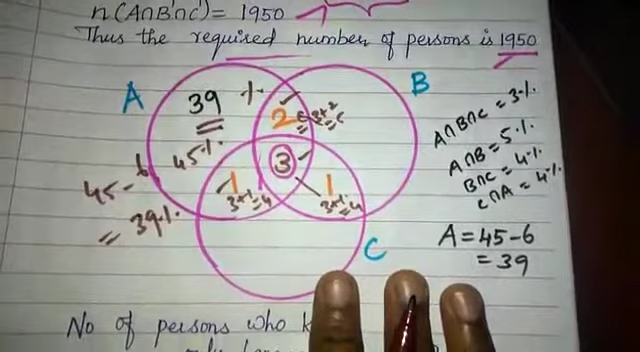 n(A∩B'∩C') = 1950
Thus the required number of persons is 1950
A
B
39 %
2
45%
3
1
3+1=4
1
3+1=4
45-6
= 39%
C
A∩B∩C = 3%
A∩B = 5%
B∩C = 4%
C∩A = 4%
A = 45-6
= 39
No of persons who